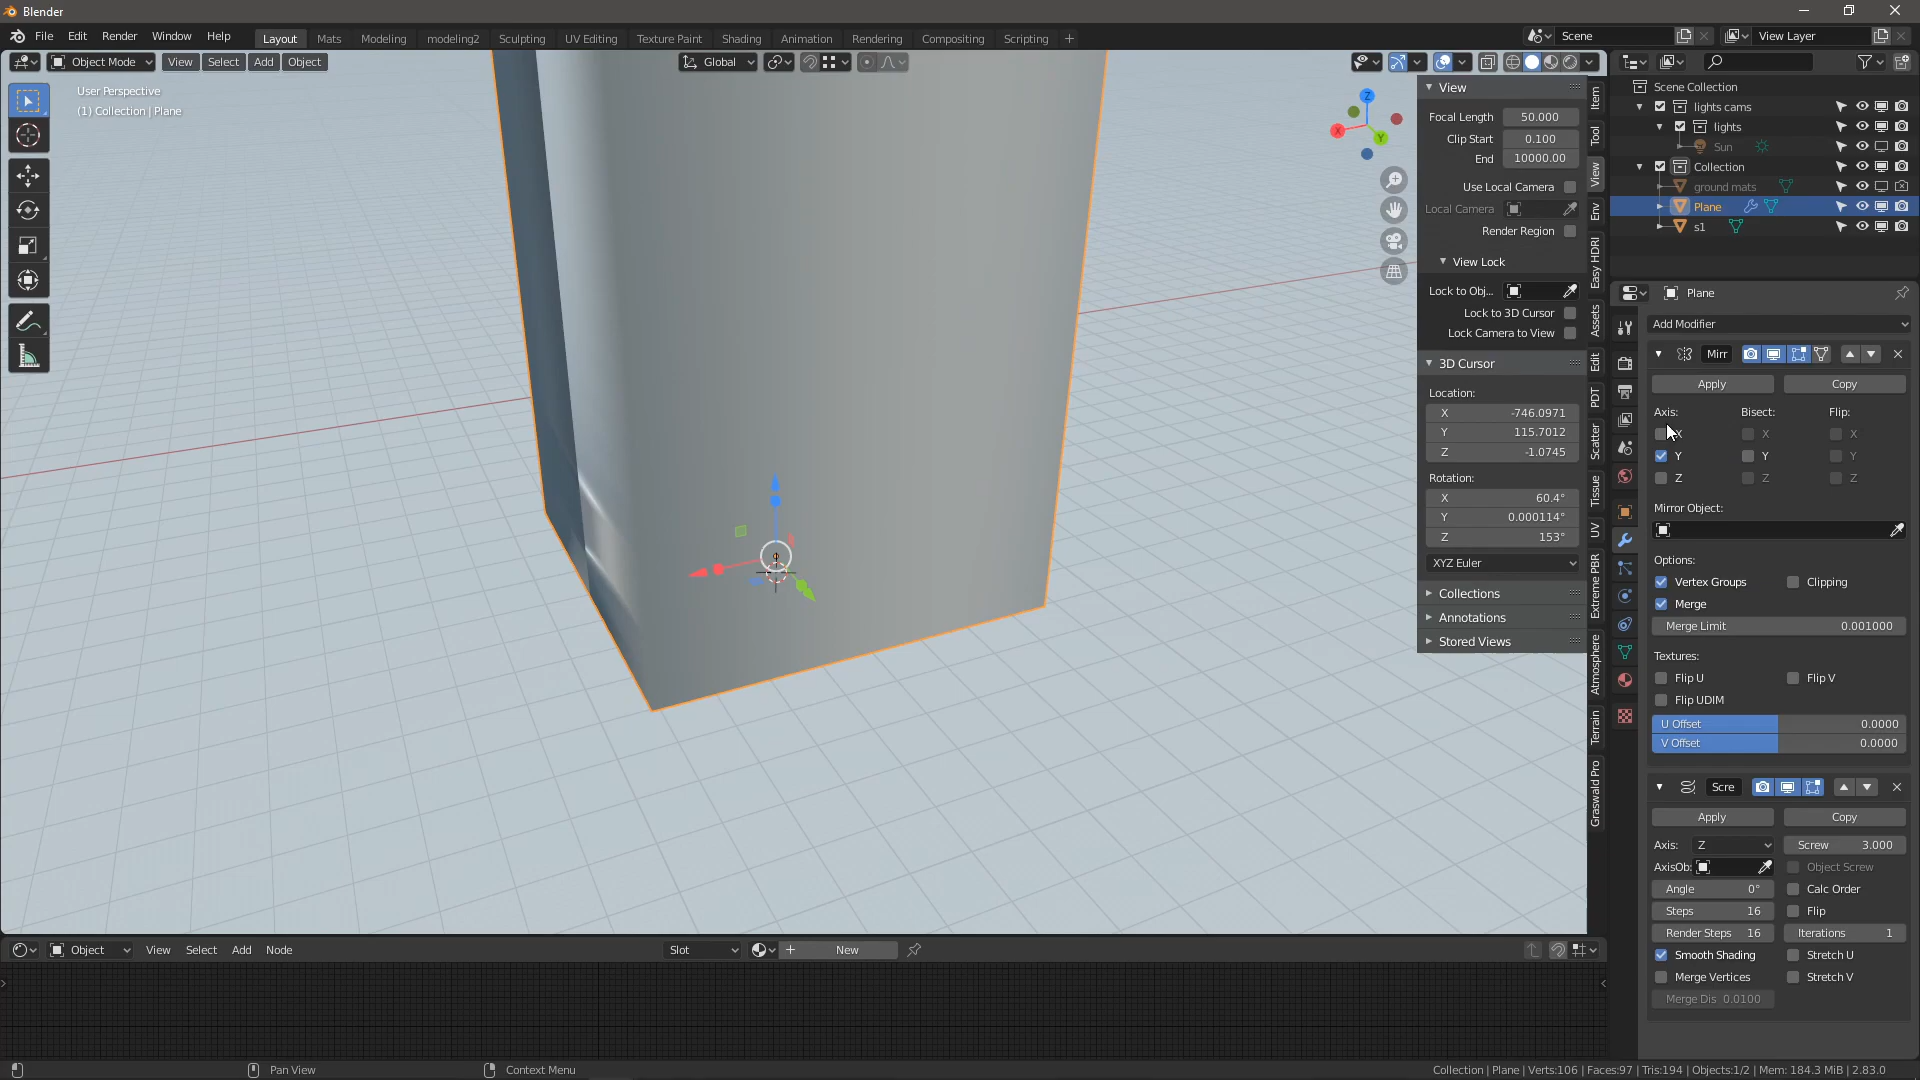 Blender
File Edit Render Window Help
Layout Mats Modeling modeling2 Sculpting UV Editing Texture Paint Shading Animation Rendering Compositing Scripting +
Scene
View Layer
Object Mode View Select Add Object
Global
User Perspective
(1) Collection | Plane
Z
X
Y
View
Focal Length 50.000
Clip Start 0.100
End 10000.00
Use Local Camera
Local Camera
Render Region
View Lock
Lock to Obj...
Lock to 3D Cursor
Lock Camera to View
3D Cursor
Location:
X -746.0971
Y 115.7012
Z -1.0745
Rotation:
X 60.4°
Y 0.000114°
Z 153°
XYZ Euler
Collections
Annotations
Stored Views
Item
Tool
View
Env
Easy HDRI
Assets
Edit
PDT
Scatter
Tissue
UV
Extreme PBR
Atmosphere
Terrain
Graswald Pro
Scene Collection
lights cams
lights
Sun
Collection
ground mats
Plane
s1
Plane
Add Modifier
Mirr
Apply Copy
Axis: Bisect: Flip:
X X X
Y Y Y
Z Z Z
Mirror Object:
Options:
Vertex Groups Clipping
Merge
Merge Limit 0.001000
Textures:
Flip U Flip V
Flip UDIM
U Offset 0.0000
V Offset 0.0000
Scre
Apply Copy
Axis: Z Screw 3.000
AxisOb: Object Screw
Angle 0° Calc Order
Steps 16 Flip
Render Steps 16 Iterations 1
Smooth Shading Stretch U
Merge Vertices Stretch V
Merge Dis 0.0100
Object View Select Add Node
Slot
New
Pan View
Context Menu
Collection | Plane | Verts:106 | Faces:97 | Tris:194 | Objects:1/2 | Mem: 184.3 MiB | 2.83.0